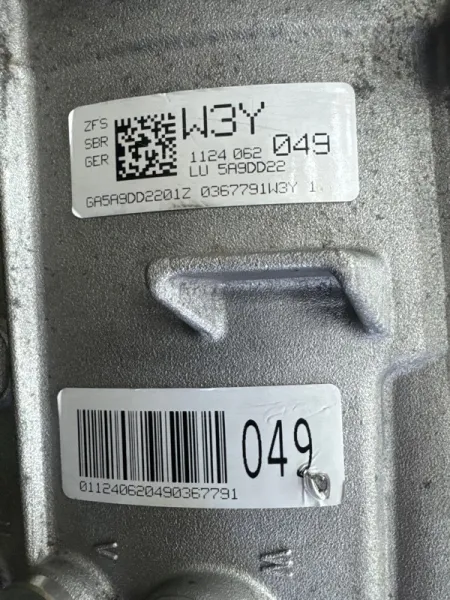 ZFS W3Y
SBR 1124 062 049
GER LU 5A9DD22
GA5A9DD2201Z 0367791W3Y 1
049
011240620490367791
V
W